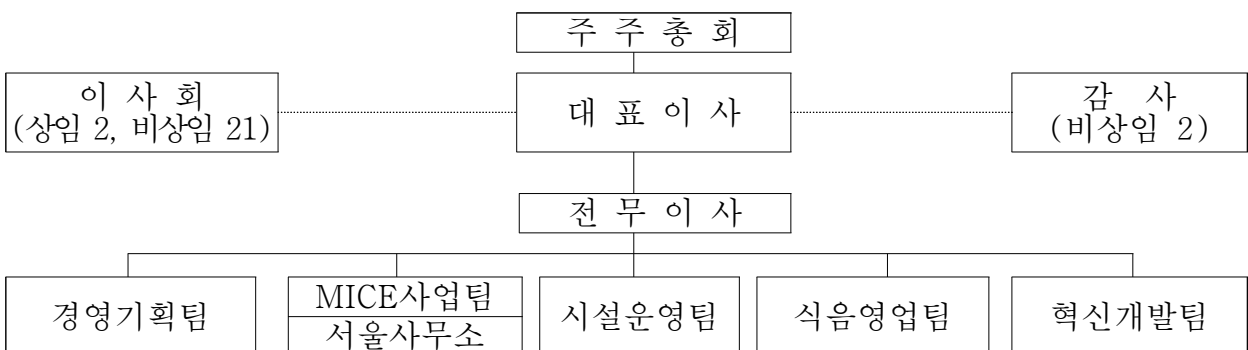 주 주 총 회
이 사 회
(상임 2, 비상임 21)
대 표 이 사
감 사
(비상임 2)
전 무 이 사
경영기획팀
MICE사업팀
서울사무소
시설운영팀
식음영업팀
혁신개발팀